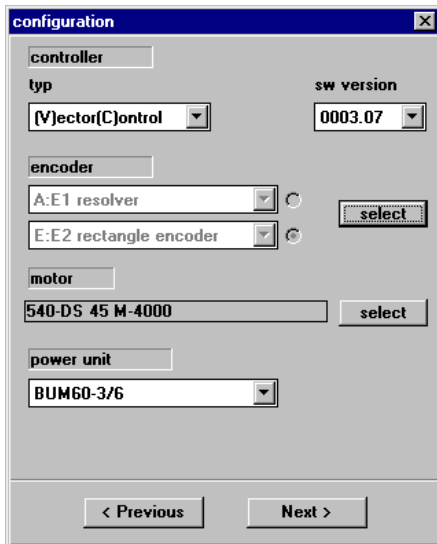 configuration
controller
typ sw version
(V)ector(C)ontrol 0003.07
encoder
A:E1 resolver
select
E:E2 rectangle encoder
motor
540-DS 45 M-4000 select
power unit
BUM60-3/6
< Previous Next >